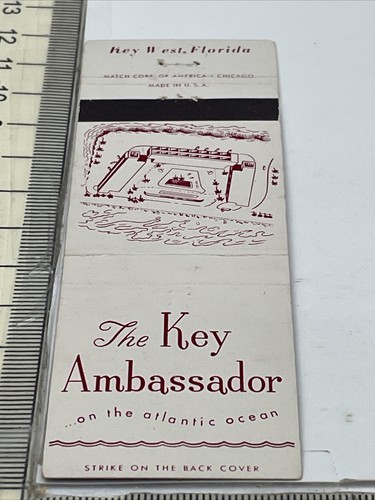 Key West, Florida
MATCH CORP. OF AMERICA - CHICAGO
MADE IN U.S.A.
The Key
Ambassador
...on the atlantic ocean
STRIKE ON THE BACK COVER
13
12
11
10